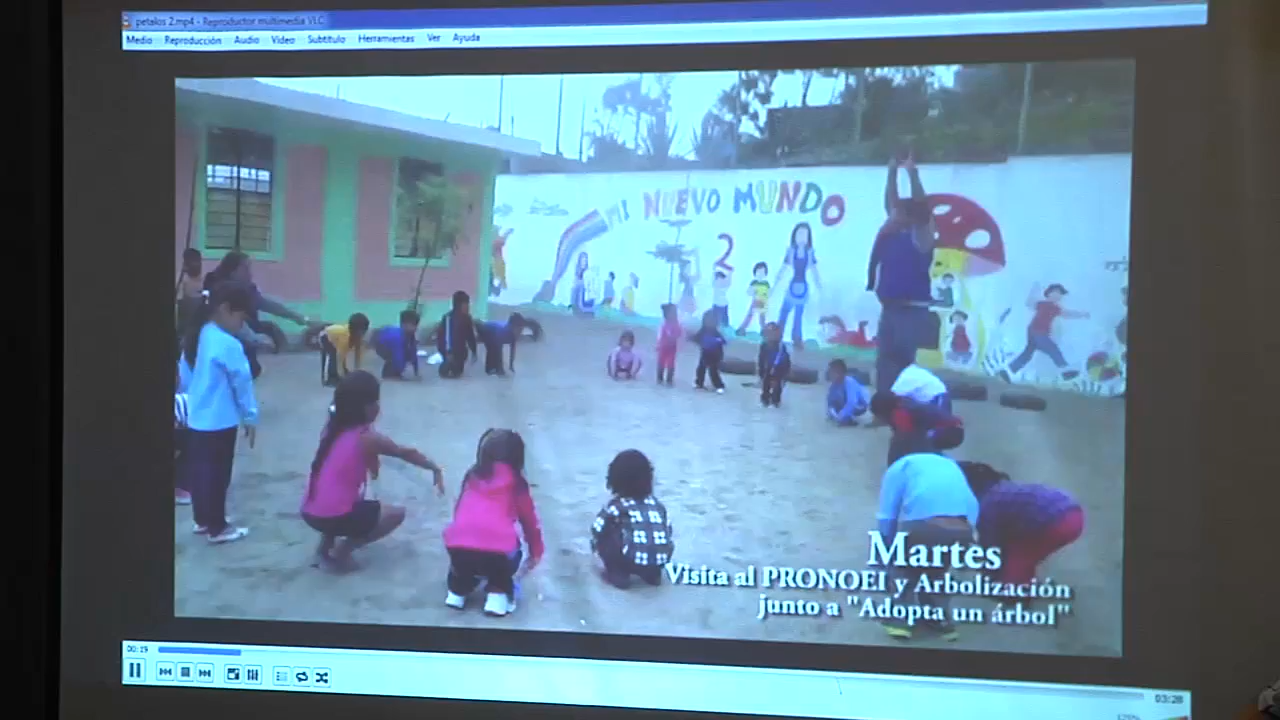 petalos 2.mp4 - Reproductor multimedia VLC
Medio Reproducción Audio Video Subtítulo Herramientas Ver Ayuda
MI NUEVO MUNDO
2
Martes
Visita al PRONOEI y Arbolización
junto a "Adopta un árbol"
00:19
03:28
125%